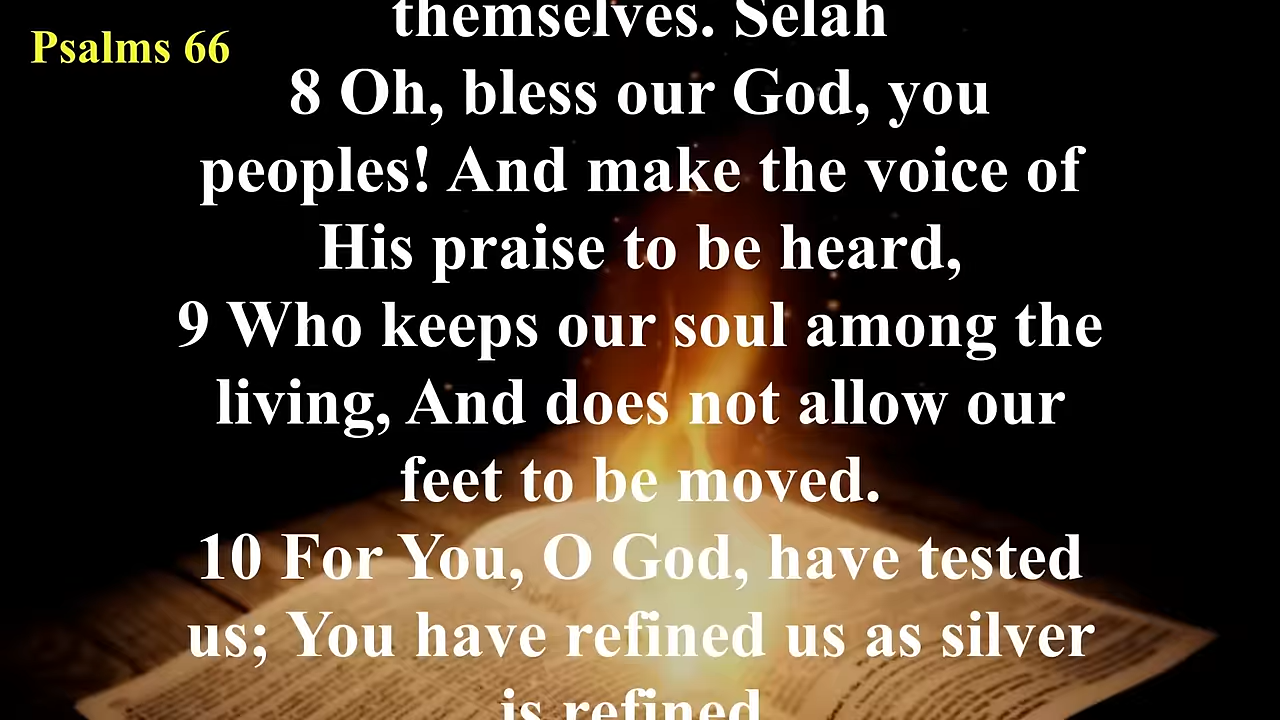 Psalms 66
themselves. Selah
8 Oh, bless our God, you
peoples! And make the voice of
His praise to be heard,
9 Who keeps our soul among the
living, And does not allow our
feet to be moved.
10 For You, O God, have tested
us; You have refined us as silver
is refined.